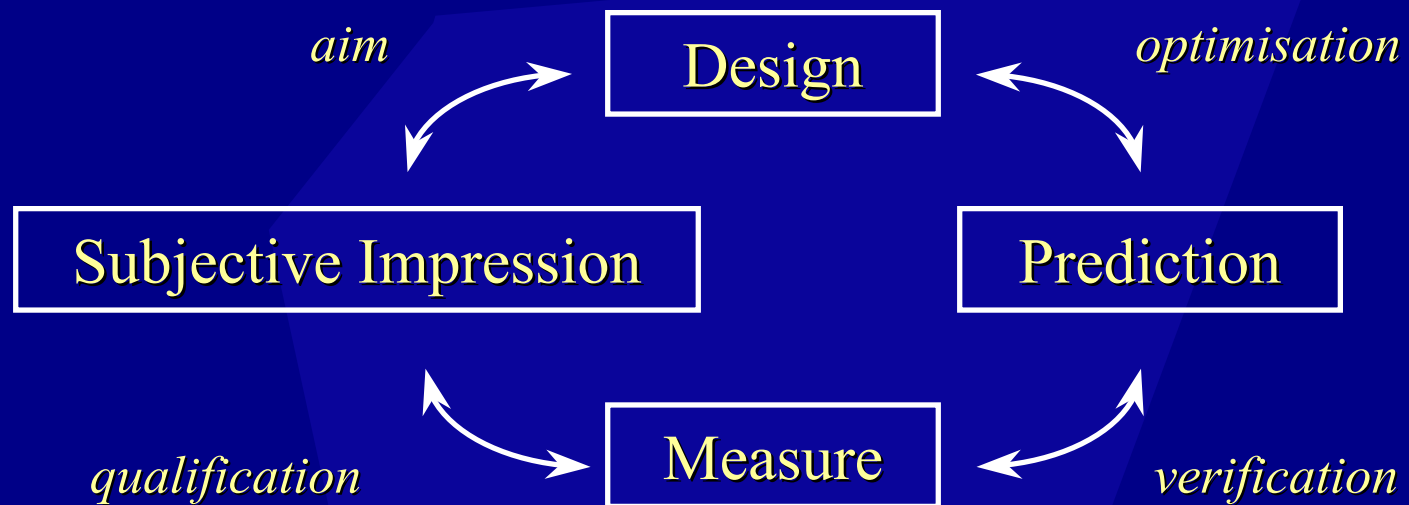 aim
Design
optimisation
Subjective Impression
Prediction
qualification
Measure
verification